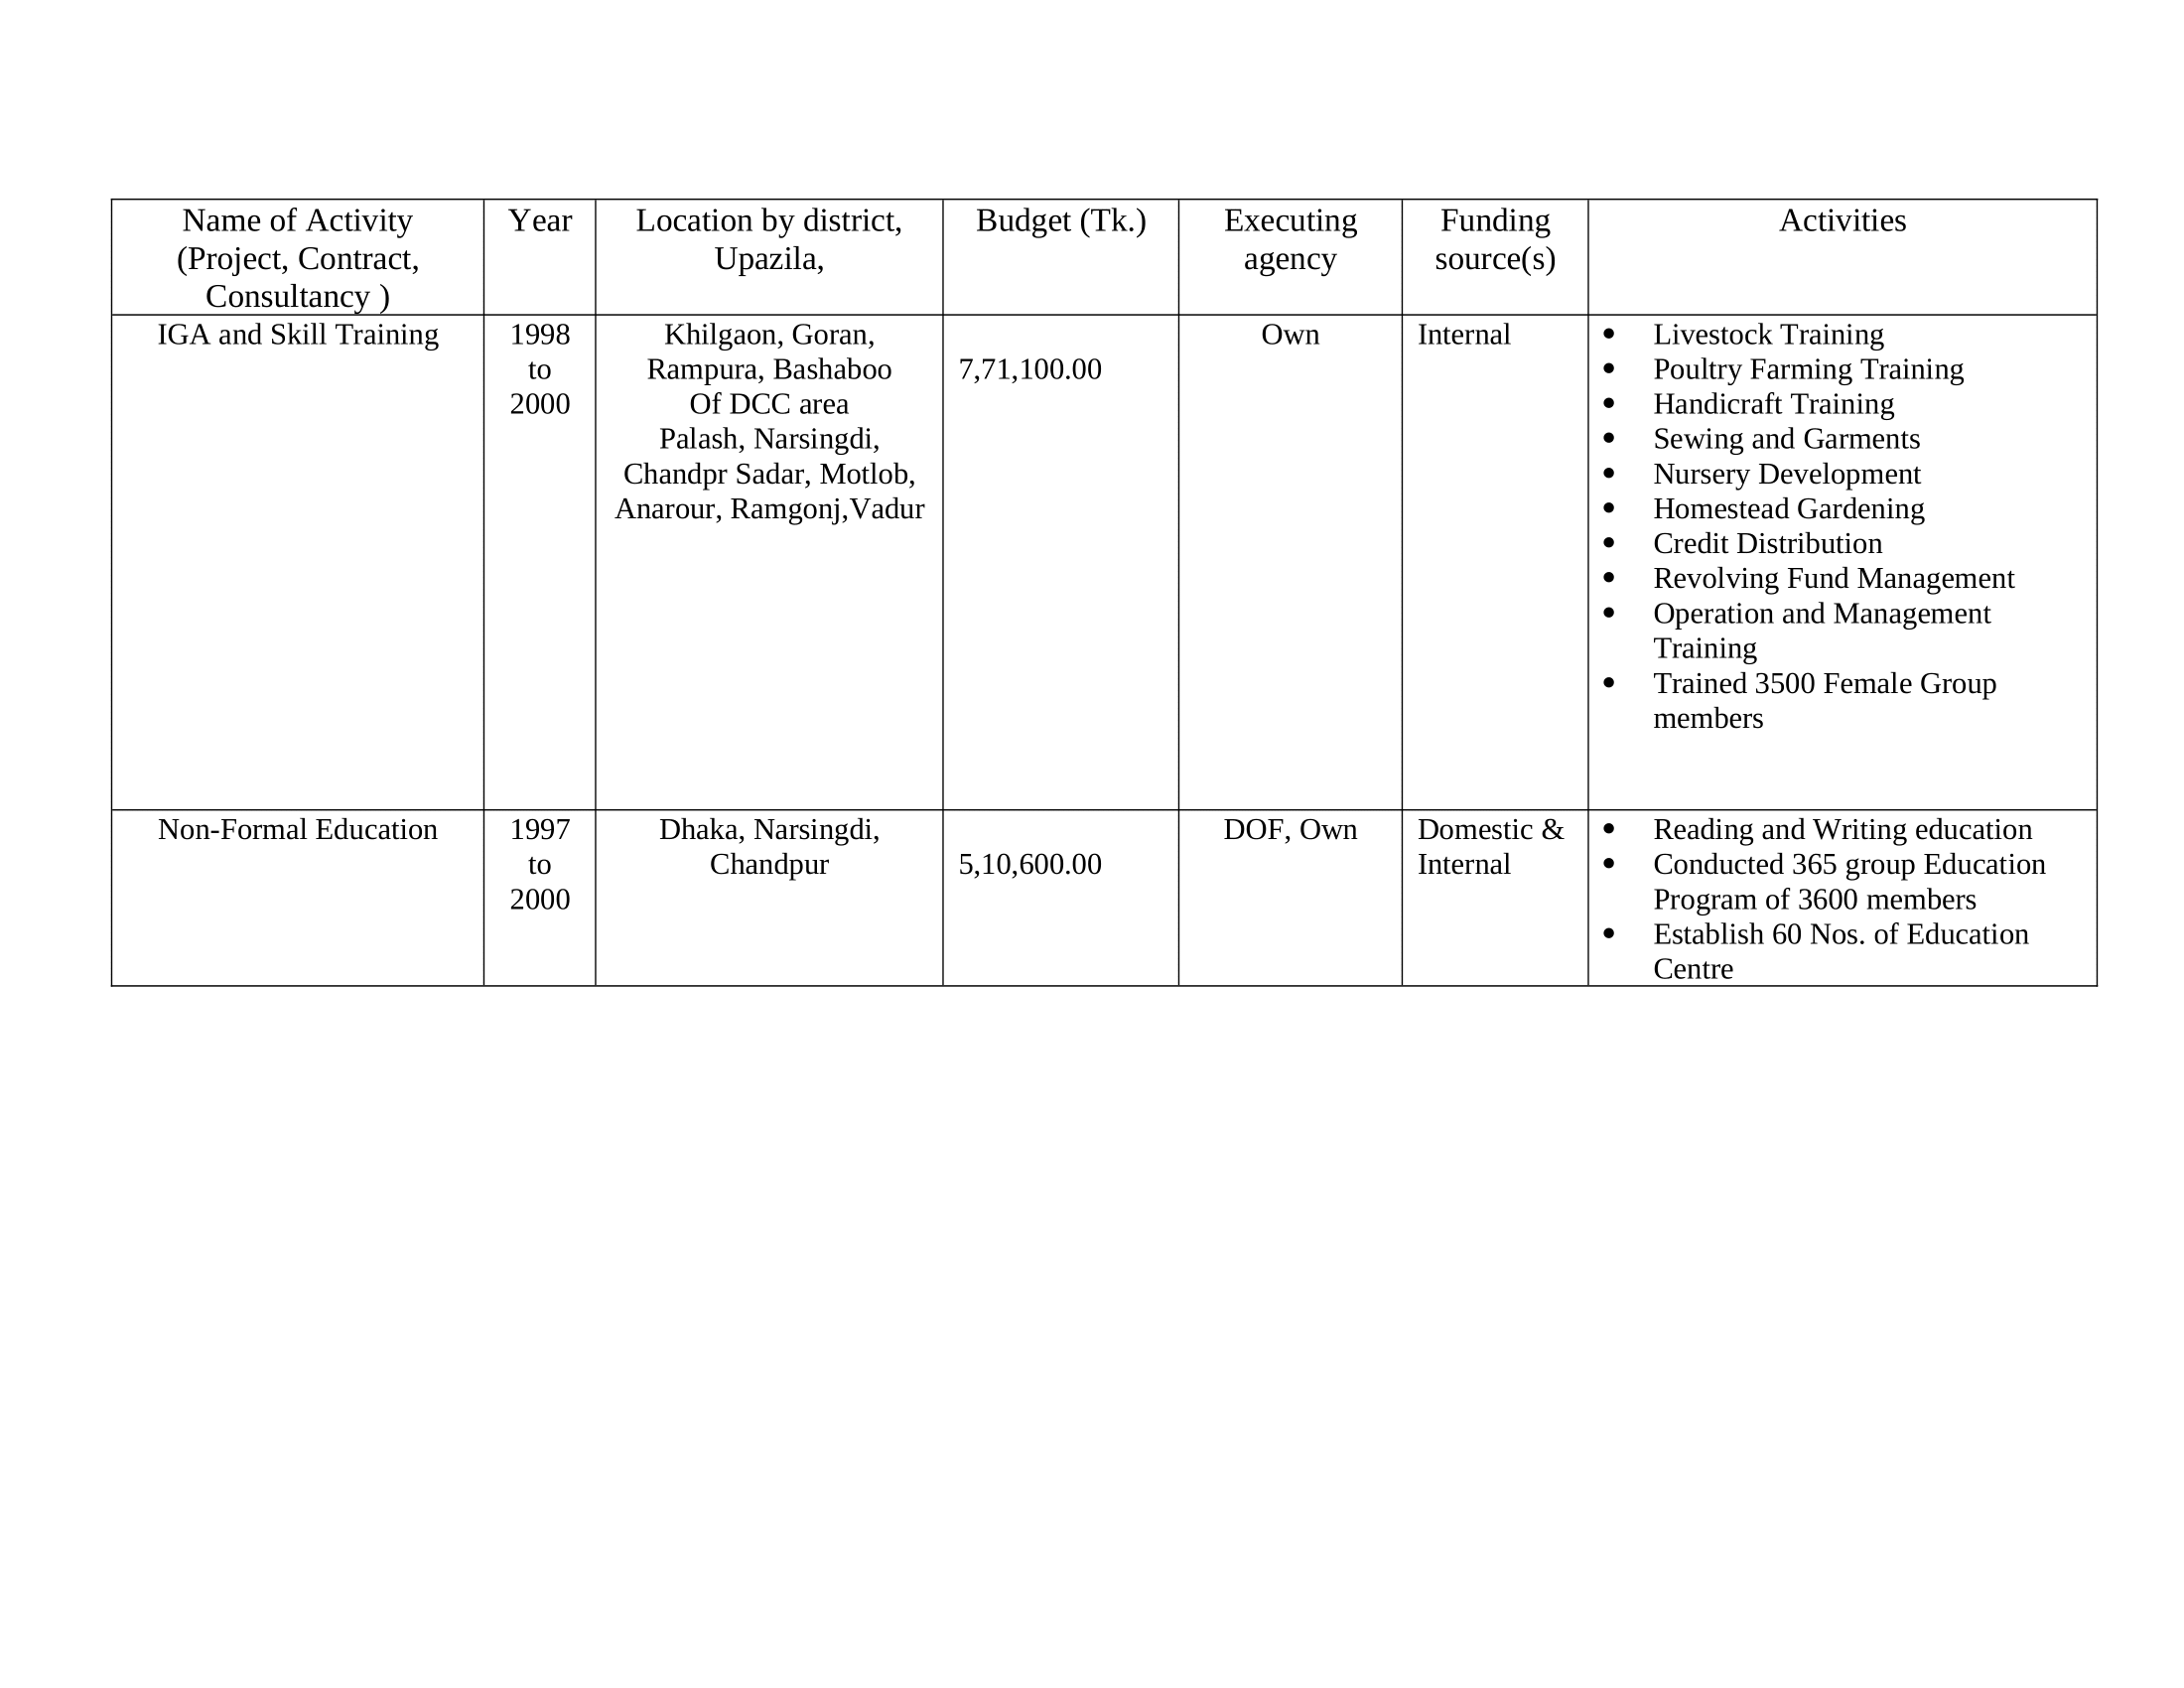 Name of Activity
(Project, Contract,
Consultancy )
Year
Location by district,
Upazila,
Budget (Tk.)
Executing
agency
Funding
source(s)
Activities
IGA and Skill Training
1998
to
2000
Khilgaon, Goran,
Rampura, Bashaboo
Of DCC area
Palash, Narsingdi,
Chandpr Sadar, Motlob,
Anarour, Ramgonj,Vadur
7,71,100.00
Own
Internal
• Livestock Training
• Poultry Farming Training
• Handicraft Training
• Sewing and Garments
• Nursery Development
• Homestead Gardening
• Credit Distribution
• Revolving Fund Management
• Operation and Management
Training
• Trained 3500 Female Group
members
Non-Formal Education
1997
to
2000
Dhaka, Narsingdi,
Chandpur
5,10,600.00
DOF, Own
Domestic &
Internal
• Reading and Writing education
• Conducted 365 group Education
Program of 3600 members
• Establish 60 Nos. of Education
Centre